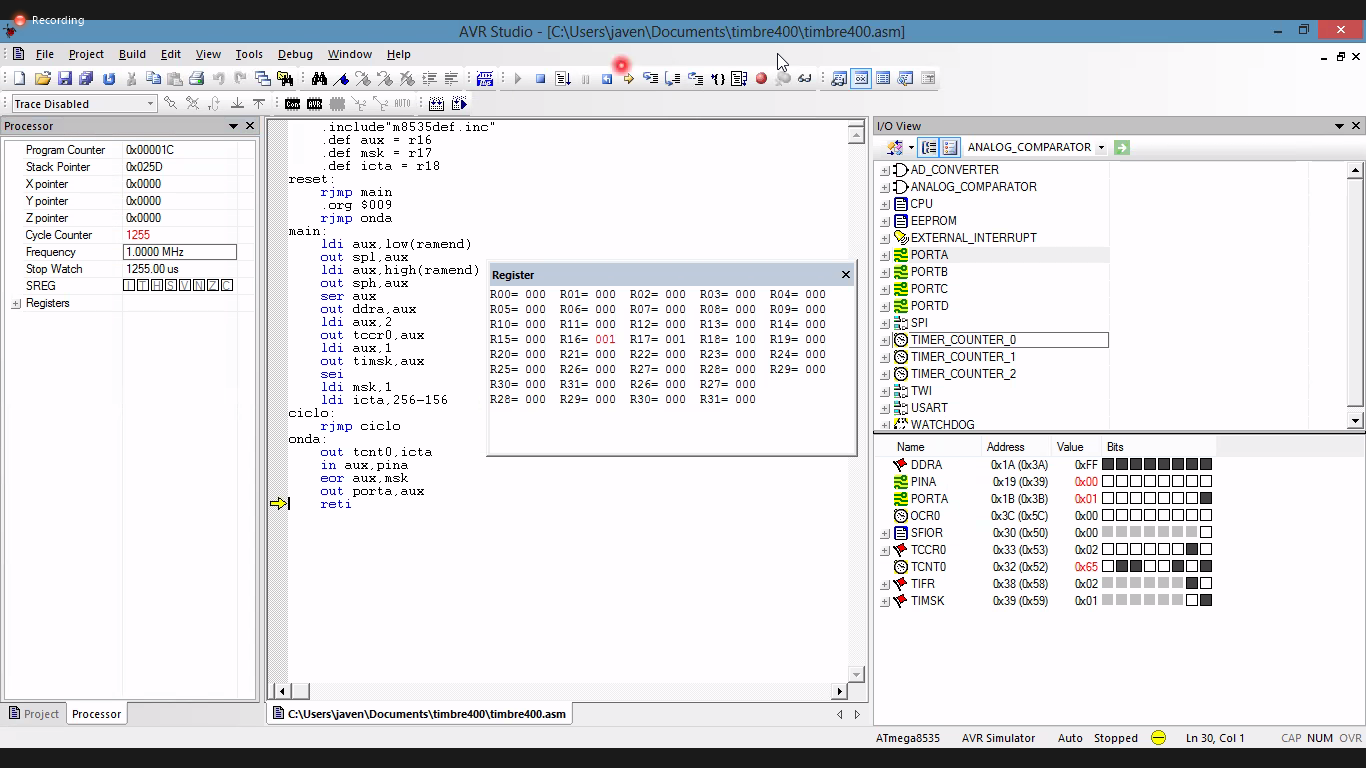 Recording
AVR Studio - [C:\Users\javen\Documents\timbre400\timbre400.asm]
File Project Build Edit View Tools Debug Window Help
Trace Disabled
Con AVR AUTO
Processor
Program Counter 0x00001C
Stack Pointer 0x025D
X pointer 0x0000
Y pointer 0x0000
Z pointer 0x0000
Cycle Counter 1255
Frequency 1.0000 MHz
Stop Watch 1255.00 us
SREG I T H S V N Z C
Registers
Project Processor
.include"m8535def.inc"
.def aux = r16
.def msk = r17
.def icta = r18
reset:
rjmp main
.org $009
rjmp onda
main:
ldi aux,low(ramend)
out spl,aux
ldi aux,high(ramend)
out sph,aux
ser aux
out ddra,aux
ldi aux,2
out tccr0,aux
ldi aux,1
out timsk,aux
sei
ldi msk,1
ldi icta,256-156
ciclo:
rjmp ciclo
onda:
out tcnt0,icta
in aux,pina
eor aux,msk
out porta,aux
reti
Register
R00= 000 R01= 000 R02= 000 R03= 000 R04= 000
R05= 000 R06= 000 R07= 000 R08= 000 R09= 000
R10= 000 R11= 000 R12= 000 R13= 000 R14= 000
R15= 000 R16= 001 R17= 001 R18= 100 R19= 000
R20= 000 R21= 000 R22= 000 R23= 000 R24= 000
R25= 000 R26= 000 R27= 000 R28= 000 R29= 000
R30= 000 R31= 000 R26= 000 R27= 000
R28= 000 R29= 000 R30= 000 R31= 000
C:\Users\javen\Documents\timbre400\timbre400.asm
I/O View
ANALOG_COMPARATOR
AD_CONVERTER
ANALOG_COMPARATOR
CPU
EEPROM
EXTERNAL_INTERRUPT
PORTA
PORTB
PORTC
PORTD
SPI
TIMER_COUNTER_0
TIMER_COUNTER_1
TIMER_COUNTER_2
TWI
USART
WATCHDOG
Name Address Value Bits
DDRA 0x1A (0x3A) 0xFF
PINA 0x19 (0x39) 0x00
PORTA 0x1B (0x3B) 0x01
OCR0 0x3C (0x5C) 0x00
SFIOR 0x30 (0x50) 0x00
TCCR0 0x33 (0x53) 0x02
TCNT0 0x32 (0x52) 0x65
TIFR 0x38 (0x58) 0x02
TIMSK 0x39 (0x59) 0x01
ATmega8535 AVR Simulator Auto Stopped Ln 30, Col 1 CAP NUM OVR